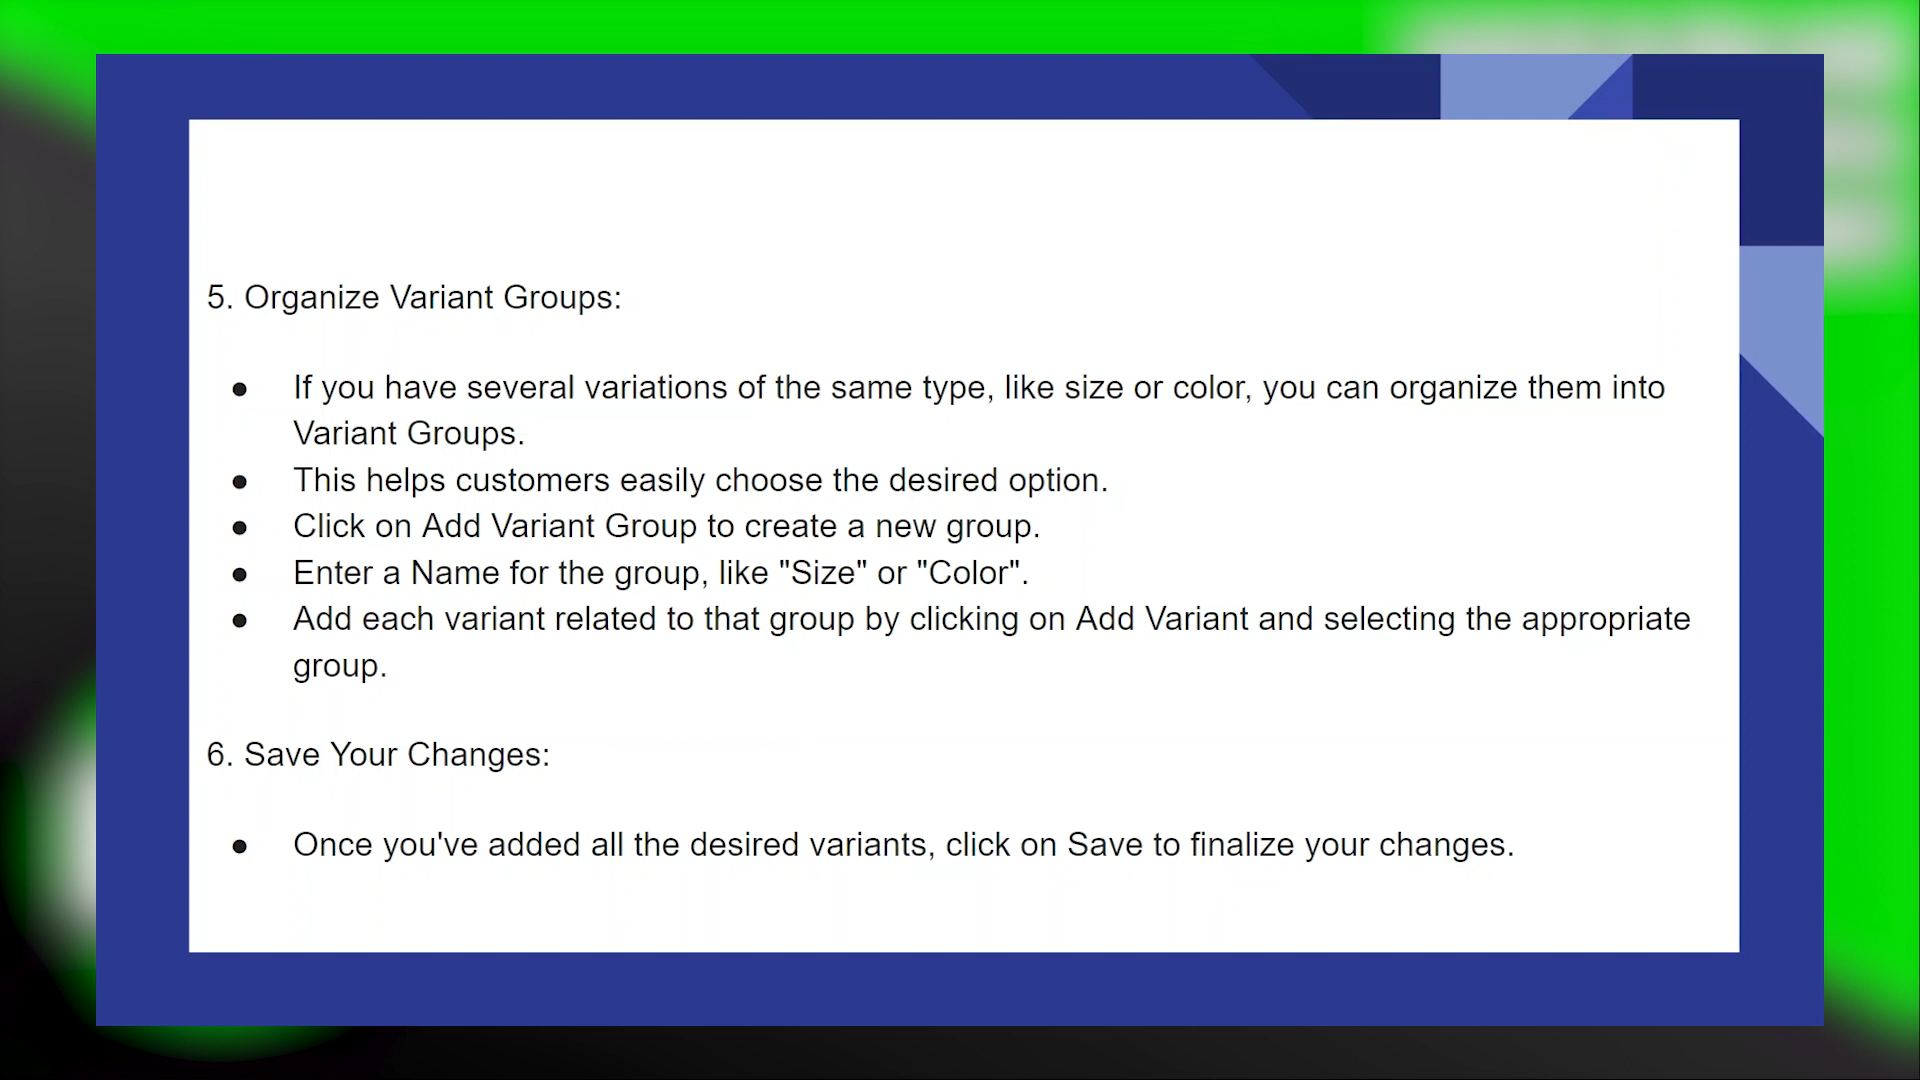 5. Organize Variant Groups:
● If you have several variations of the same type, like size or color, you can organize them into
Variant Groups.
● This helps customers easily choose the desired option.
● Click on Add Variant Group to create a new group.
● Enter a Name for the group, like "Size" or "Color".
● Add each variant related to that group by clicking on Add Variant and selecting the appropriate
group.
6. Save Your Changes:
● Once you've added all the desired variants, click on Save to finalize your changes.